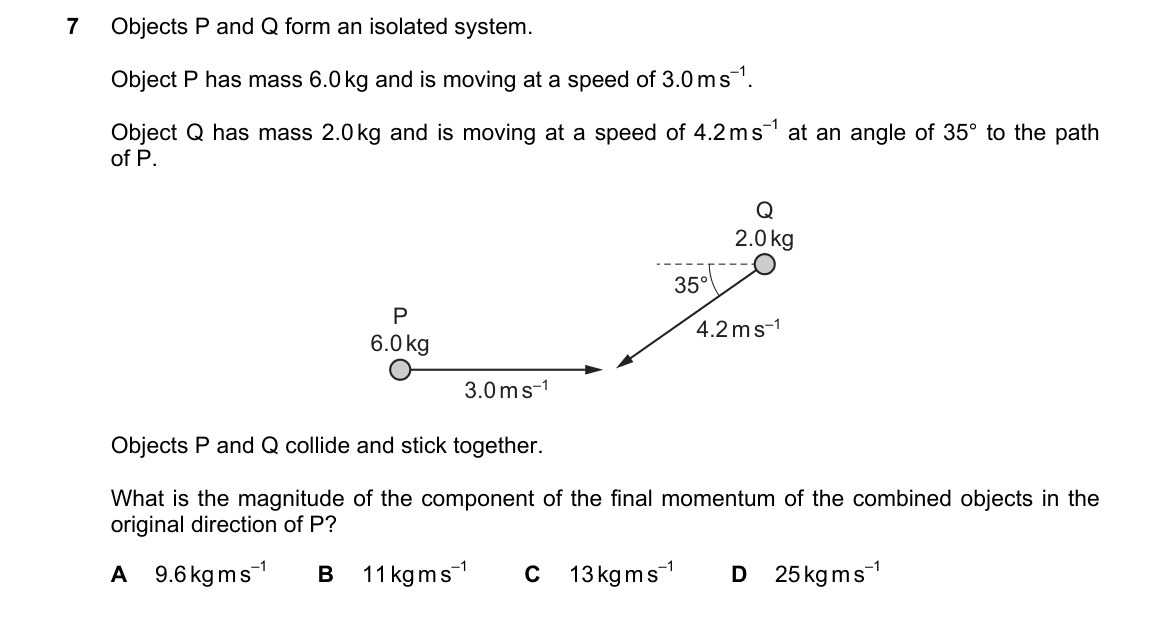 7 Objects P and Q form an isolated system.
Object P has mass 6.0 kg and is moving at a speed of 3.0 m s⁻¹.
Object Q has mass 2.0 kg and is moving at a speed of 4.2 m s⁻¹ at an angle of 35° to the path
of P.
Q
2.0 kg
35°
4.2 m s⁻¹
P
6.0 kg
3.0 m s⁻¹
Objects P and Q collide and stick together.
What is the magnitude of the component of the final momentum of the combined objects in the
original direction of P?
A 9.6 kg m s⁻¹ B 11 kg m s⁻¹ C 13 kg m s⁻¹ D 25 kg m s⁻¹